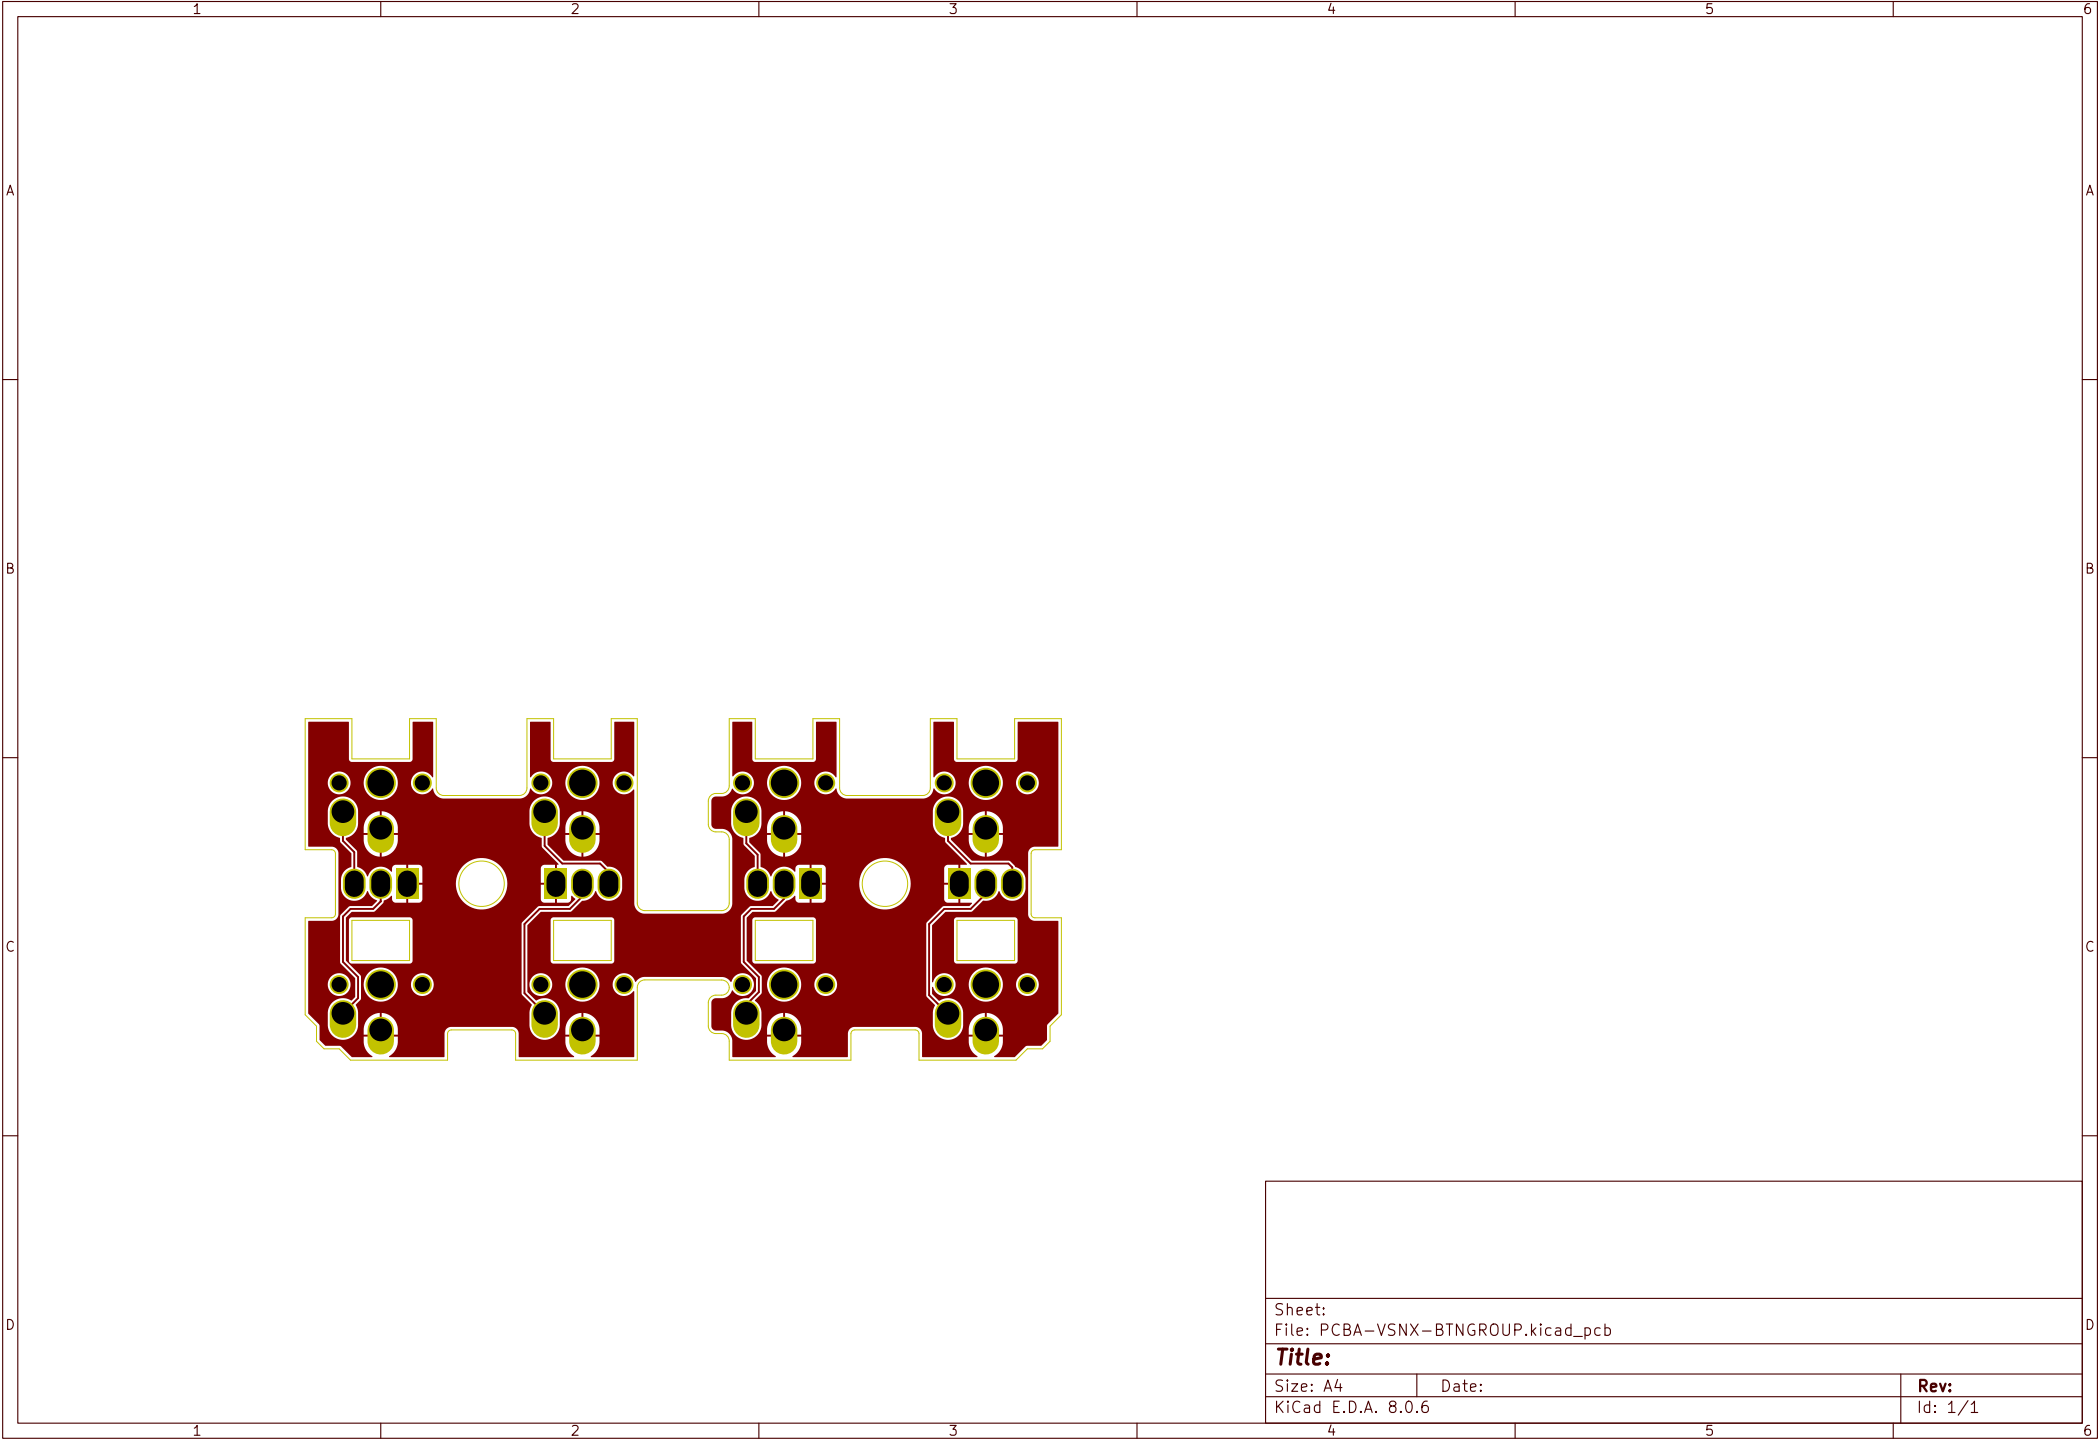 1 2 3 4 5 6
A A
B B
C C
D D
Sheet:
File: PCBA-VSNX-BTNGROUP.kicad_pcb
Title:
Size: A4 Date: Rev:
KiCad E.D.A. 8.0.6 Id: 1/1
1 2 3 4 5 6